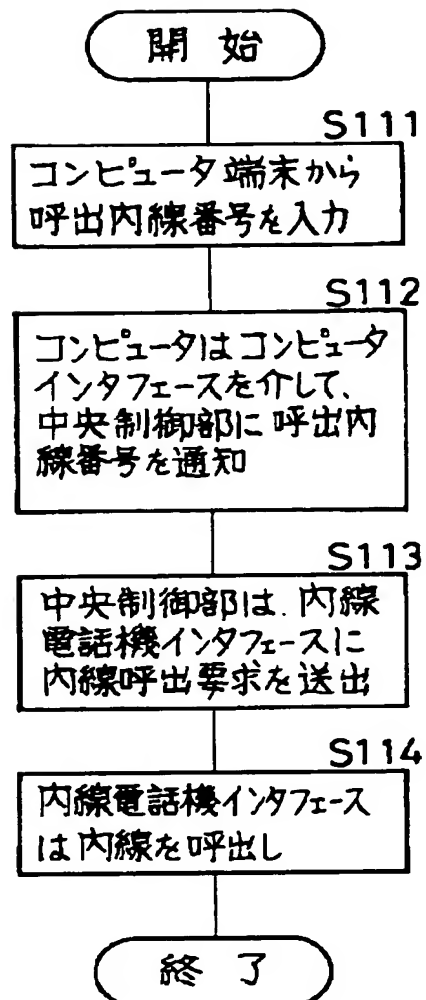 開始
S111
コンピュータ端末から
呼出内線番号を入力
S112
コンピュータはコンピュータ
インタフェースを介して、
中央制御部に呼出内
線番号を通知
S113
中央制御部は、内線
電話機インタフェースに
内線呼出要求を送出
S114
内線電話機インタフェース
は内線を呼出し
終了